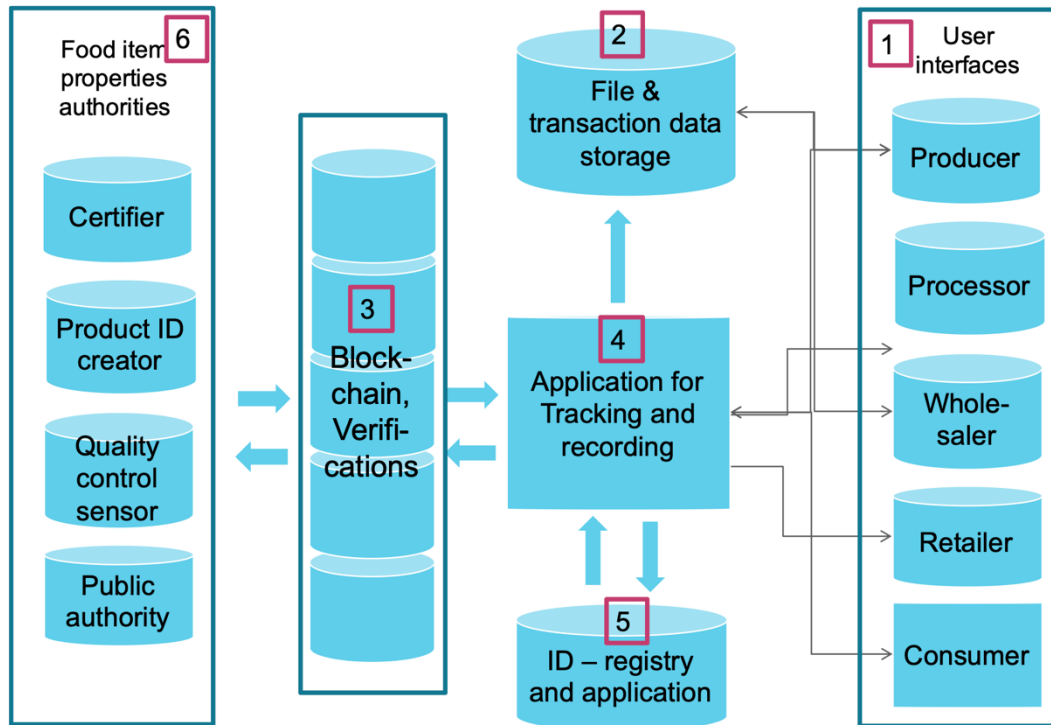 6
Food item
properties
authorities
Certifier
Product ID
creator
Quality
control
sensor
Public
authority
3
Block-
chain,
Verifi-
cations
2
File &
transaction data
storage
4
Application for
Tracking and
recording
5
ID – registry
and application
1
User
interfaces
Producer
Processor
Whole-
saler
Retailer
Consumer